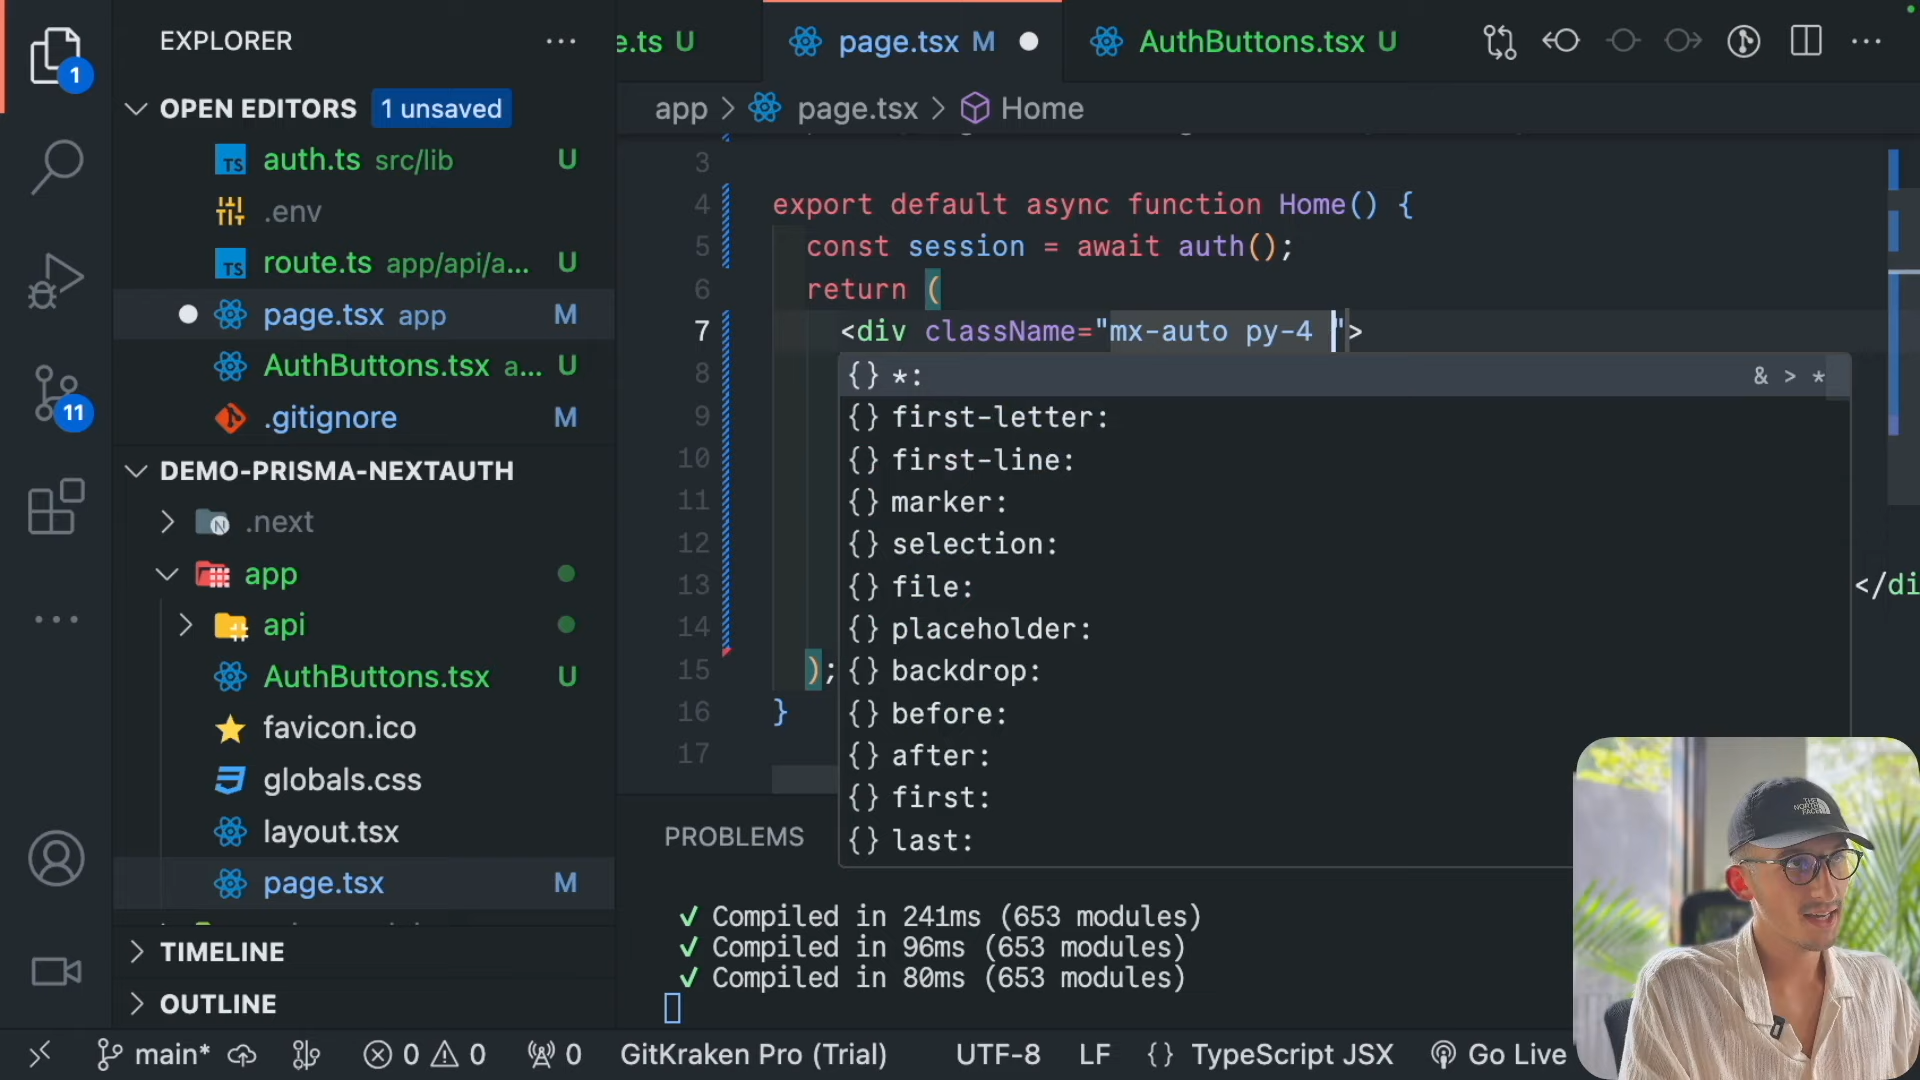 EXPLORER
1
OPEN EDITORS
1 unsaved
auth.ts src/lib U
.env
route.ts app/api/a... U
page.tsx app M
AuthButtons.tsx a... U
.gitignore M
11
DEMO-PRISMA-NEXTAUTH
.next
app
api
AuthButtons.tsx U
favicon.ico
globals.css
layout.tsx
page.tsx M
TIMELINE
OUTLINE
e.ts U
page.tsx M
AuthButtons.tsx U
app > page.tsx > Home
3
4 export default async function Home() {
5 const session = await auth();
6 return (
7 <div className="mx-auto py-4 ">
8
9
10
11
12
13 </di
14
15 );
16 }
17
{} *: & > *
{} first-letter:
{} first-line:
{} marker:
{} selection:
{} file:
{} placeholder:
{} backdrop:
{} before:
{} after:
{} first:
{} last:
PROBLEMS
✓ Compiled in 241ms (653 modules)
✓ Compiled in 96ms (653 modules)
✓ Compiled in 80ms (653 modules)
THE NORTH FACE
main* 0 0 0 GitKraken Pro (Trial) UTF-8 LF {} TypeScript JSX Go Live